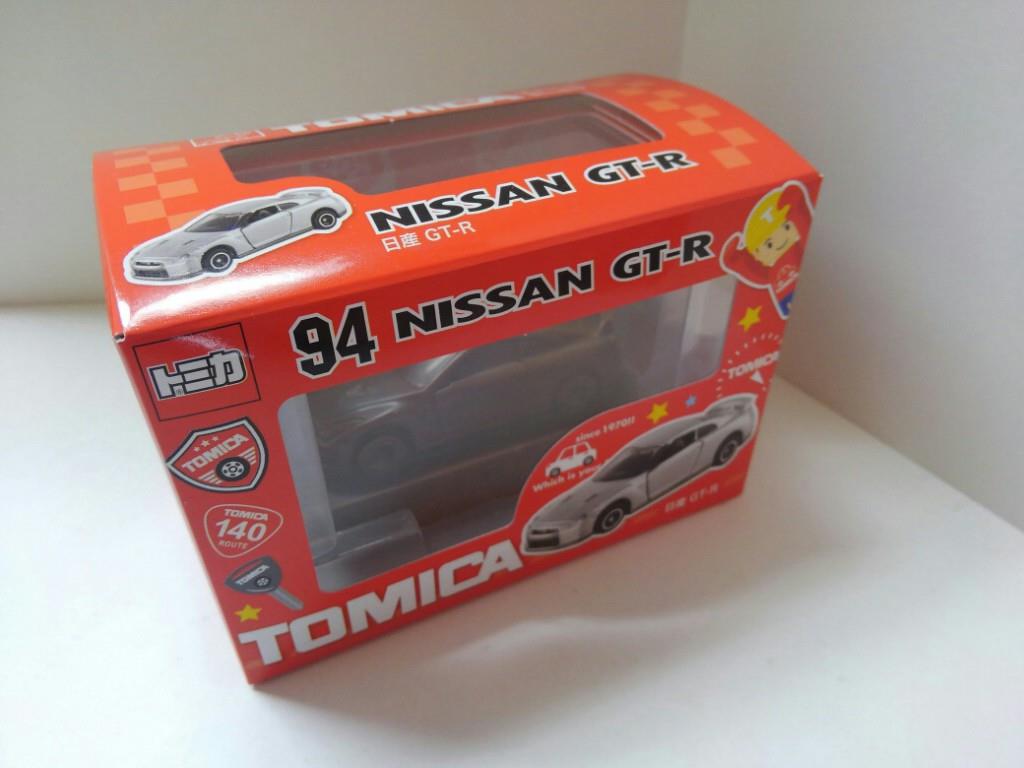 TOMICA
NISSAN GT-R
日産 GT-R
94 NISSAN GT-R
トミカ
TOMICA
TOMICA
140
ROUTE
TOMICA
since 1970!!
Which is your
TOMICA
T
日産 GT-R
TOMICA